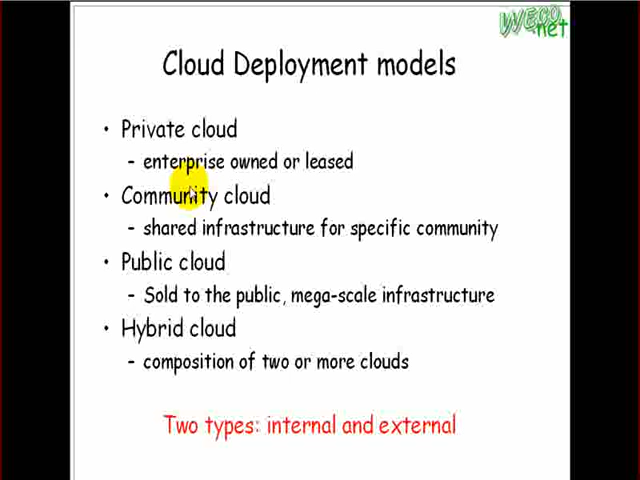 WECO
.net
Cloud Deployment models
• Private cloud
– enterprise owned or leased
• Community cloud
– shared infrastructure for specific community
• Public cloud
– Sold to the public, mega-scale infrastructure
• Hybrid cloud
– composition of two or more clouds
Two types: internal and external